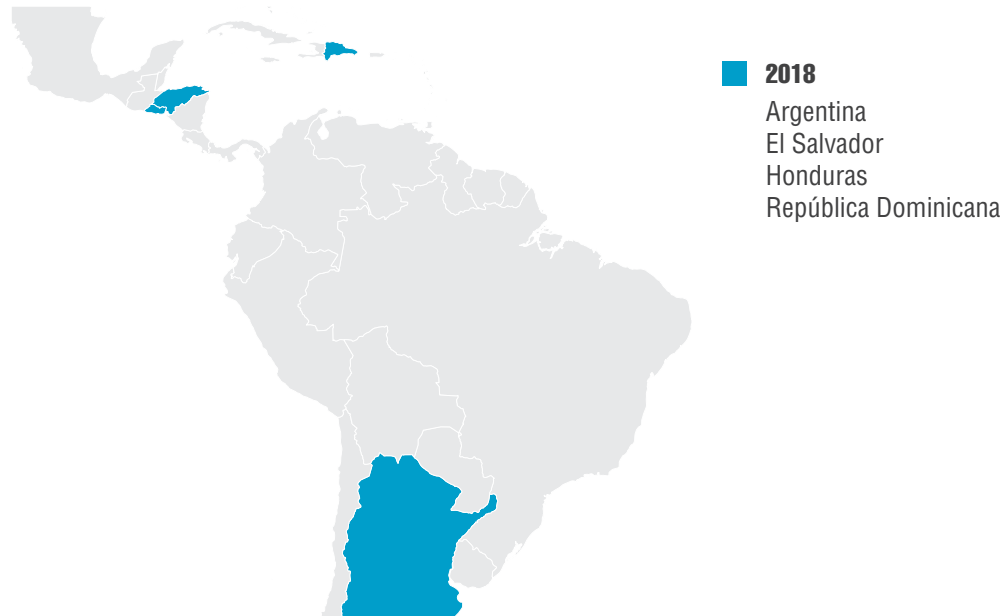 2018
Argentina
El Salvador
Honduras
República Dominicana